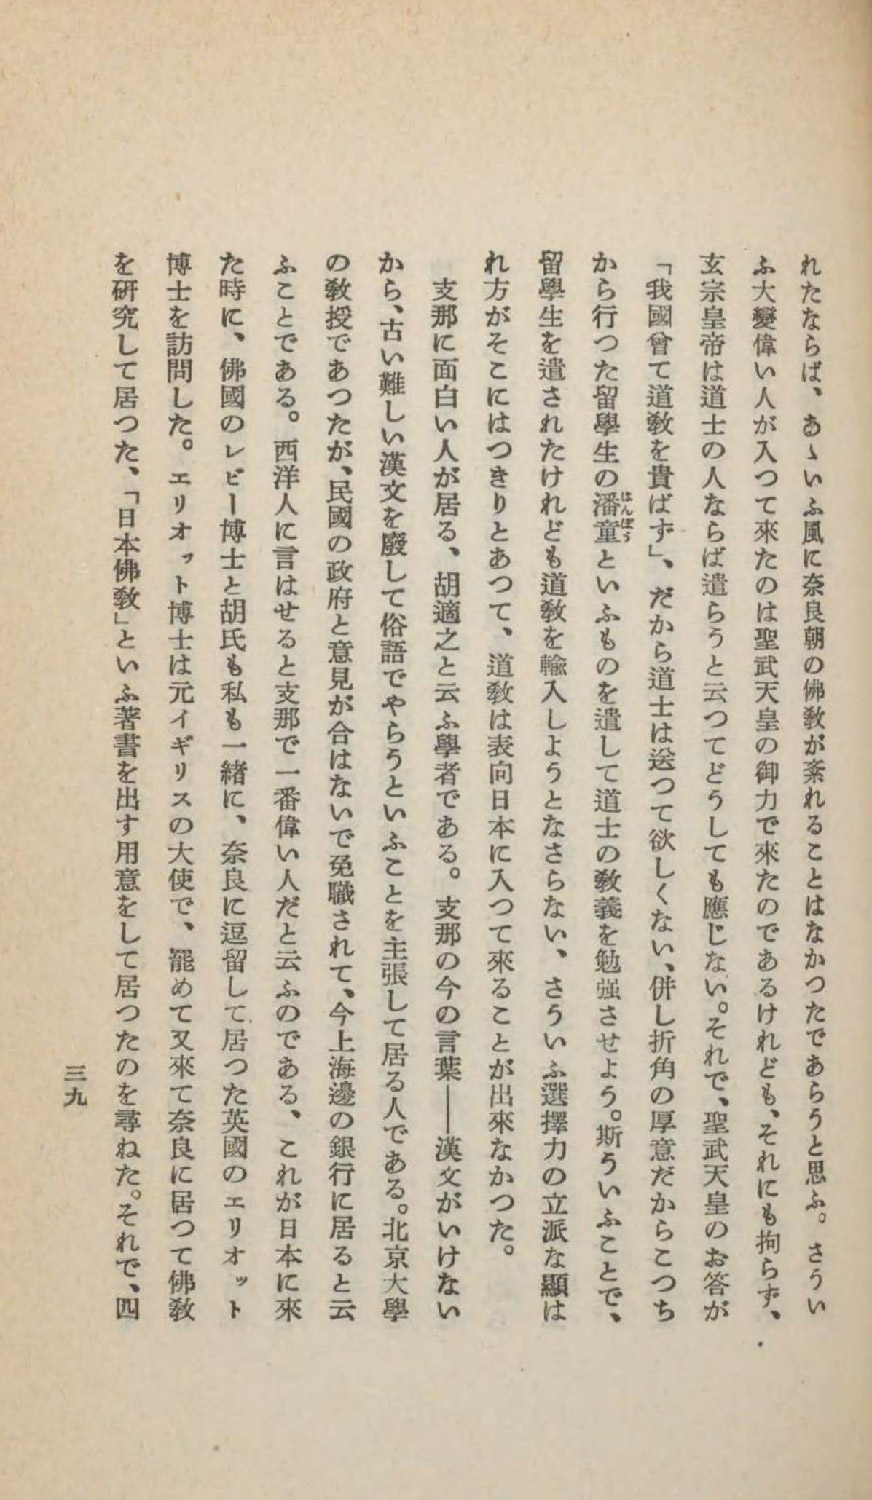 れたならば、あゝいふ風に奈良朝の佛教が紊れることはなかつたであらうと思ふ。さうい
ふ大變偉い人が入つて來たのは聖武天皇の御力で來たのであるけれども、それにも拘らず、
玄宗皇帝は道士の人ならば遣らうと云つてどうしても應じない。それで、聖武天皇のお答が
「我國曾て道教を貴ばず」、だから道士は送つて欲しくない、併し折角の厚意だからこつち
から行つた留學生の潘童といふものを遣して道士の教義を勉强させよう。斯ういふことで、
はんぽう
留學生を遣されたけれども道教を輸入しようとなさらない、さういふ選擇力の立派な顯は
れ方がそこにはつきりとあつて、道教は表向日本に入つて來ることが出來なかつた。
支那に面白い人が居る、胡適之と云ふ學者である。支那の今の言葉――漢文がいけない
から、古い難しい漢文を廢して俗語でやらうといふことを主張して居る人である。北京大學
の教授であつたが、民國の政府と意見が合はないで免職されて、今上海邊の銀行に居ると云
ふことである。西洋人に言はせると支那で一番偉い人だと云ふのである、これが日本に來
た時に、佛國のレビー博士と胡氏も私も一緒に、奈良に逗留して居つた英國のエリオット
博士を訪問した。エリオット博士は元イギリスの大使で、罷めて又來て奈良に居つて佛教
を研究して居つた、「日本佛教」といふ著書を出す用意をして居つたのを尋ねた。それで、四
三九